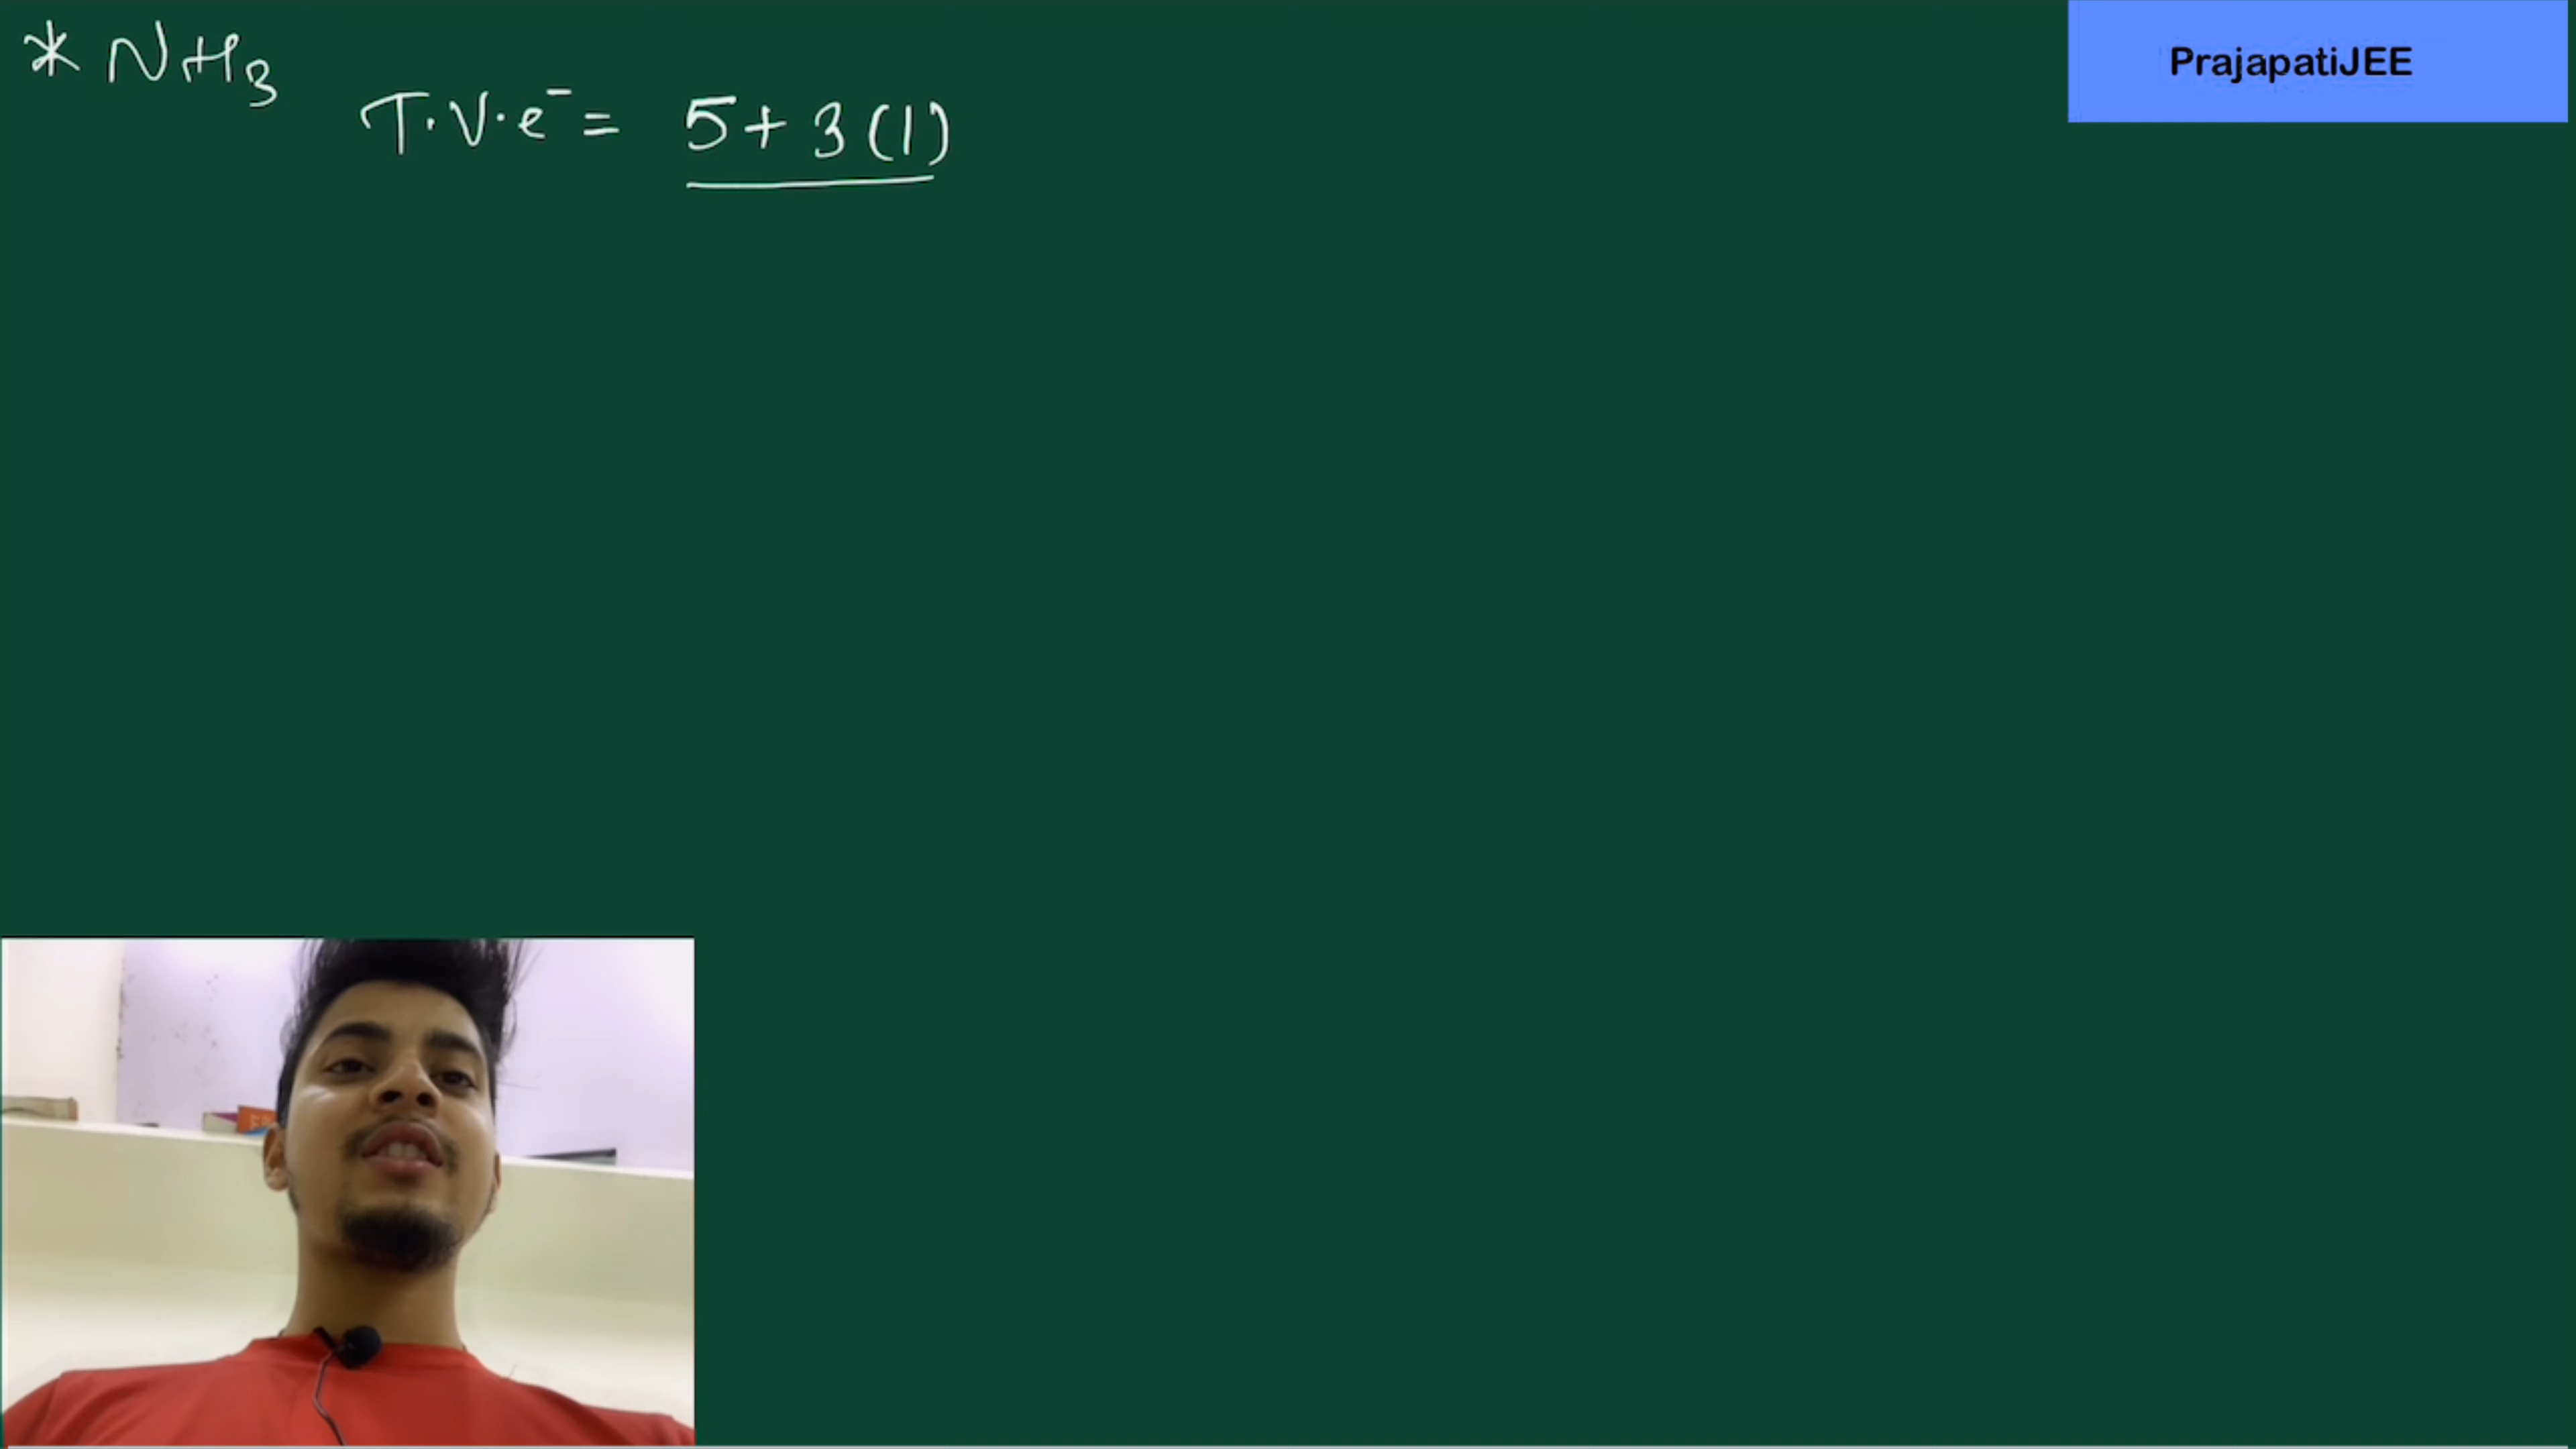 * NH₃
T.V.e⁻ = 5 + 3 (1)
PrajapatiJEE